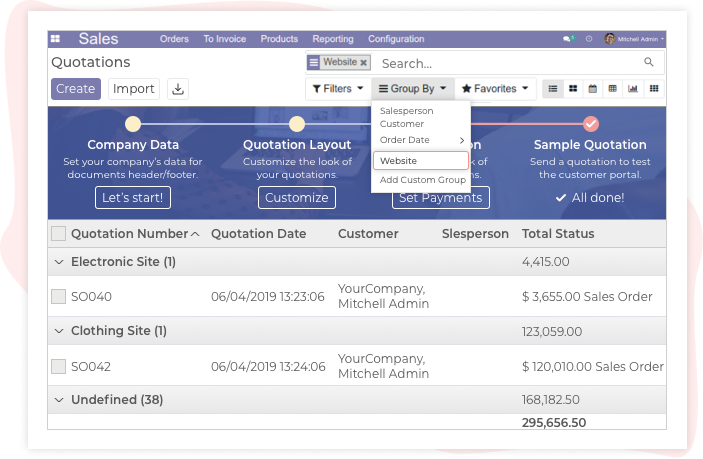 Sales Orders To Invoice Products Reporting Configuration Mitchell Admin
Quotations Website × Search...
Create Import Filters Group By Favorites
Salesperson
Customer
Order Date
Website
Add Custom Group
Company Data Quotation Layout on Sample Quotation
Set your company's data for Customize the look of k of Send a quotation to test
documents header/footer. your quotations. ns. the customer portal.
Let's start! Customize Set Payments All done!
Quotation Number Quotation Date Customer Slesperson Total Status
Electronic Site (1) 4,415.00
SO040 06/04/2019 13:23:06 YourCompany, $ 3,655.00 Sales Order
Mitchell Admin
Clothing Site (1) 123,059.00
SO042 06/04/2019 13:24:06 YourCompany, $ 120,010.00 Sales Order
Mitchell Admin
Undefined (38) 168,182.50
295,656.50